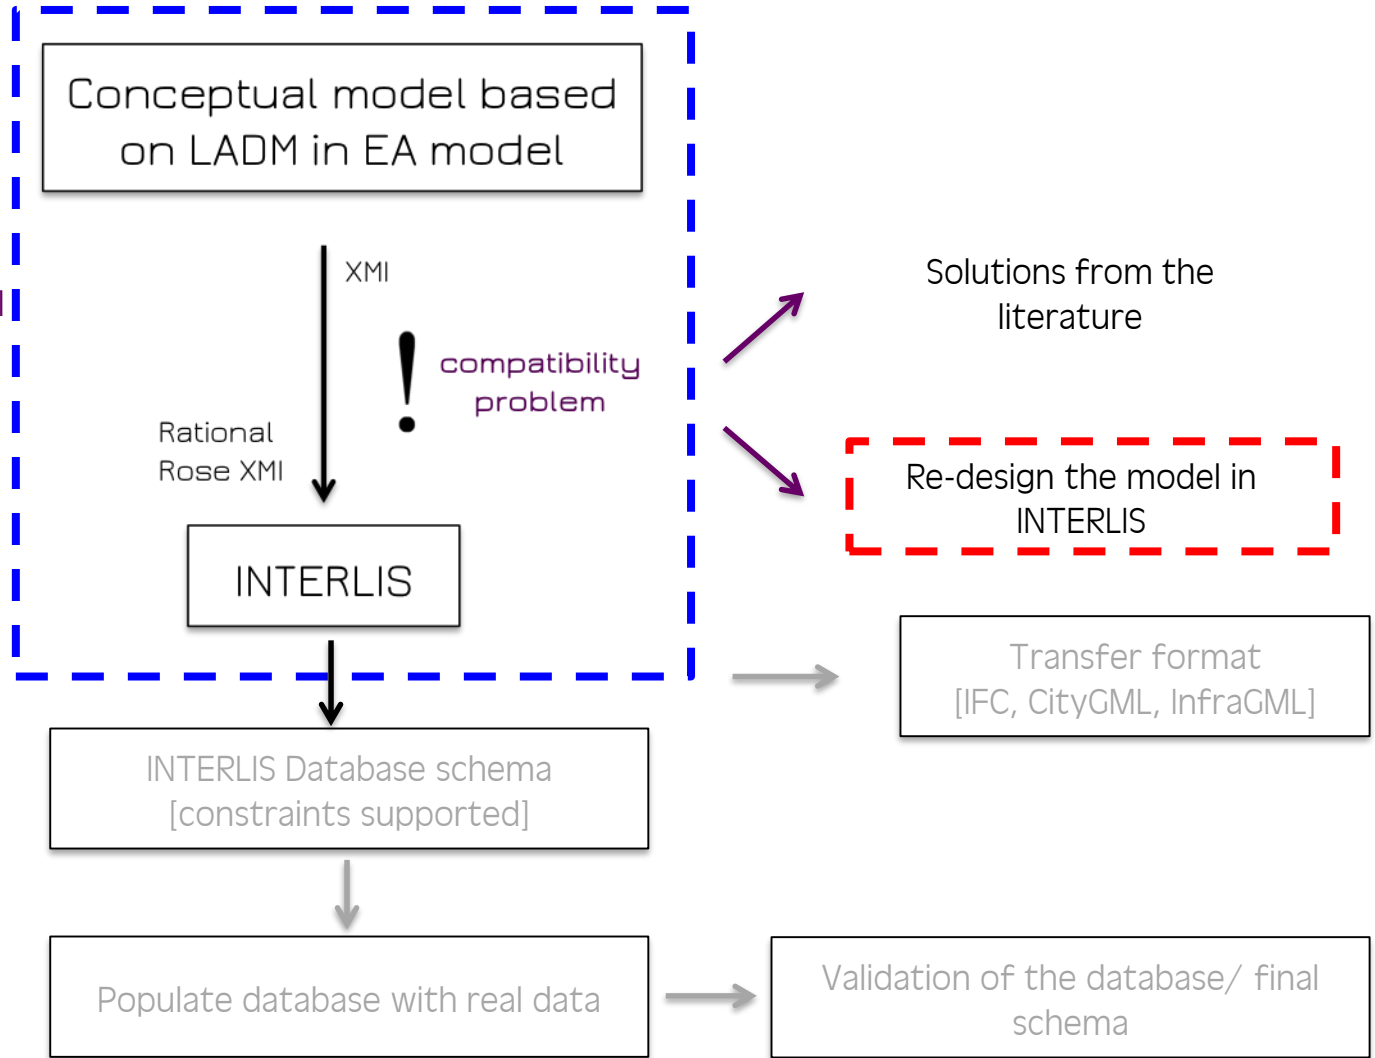 Conceptual model based
on LADM in EA model
XMI
Solutions from the
literature
!
compatibility
problem
Rational
Rose XMI
Re-design the model in
INTERLIS
INTERLIS
Transfer format
[IFC, CityGML, InfraGML]
INTERLIS Database schema
[constraints supported]
Populate database with real data
Validation of the database/ final
schema